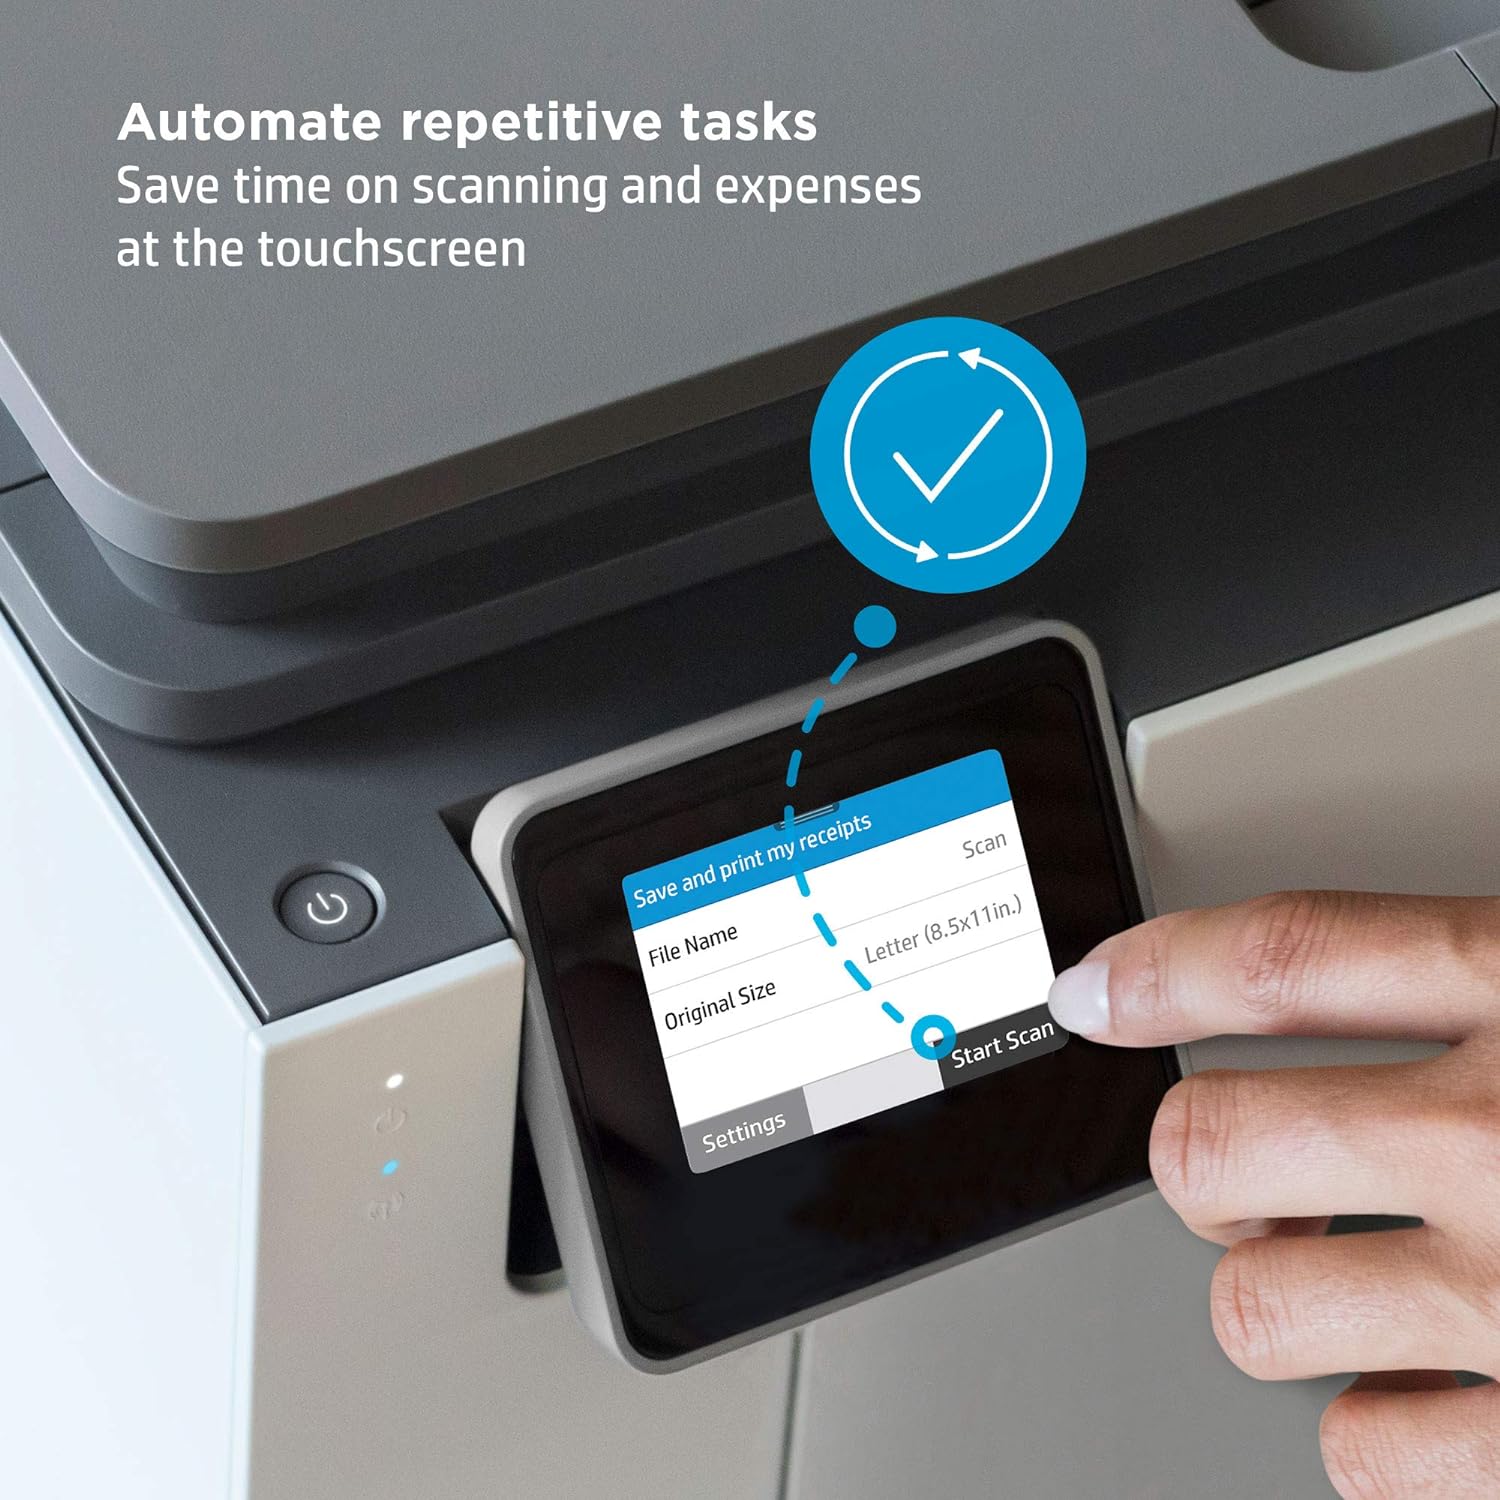 Automate repetitive tasks
Save time on scanning and expenses
at the touchscreen
Save and print my receipts
File Name Scan
Original Size Letter (8.5x11in.)
Settings Start Scan